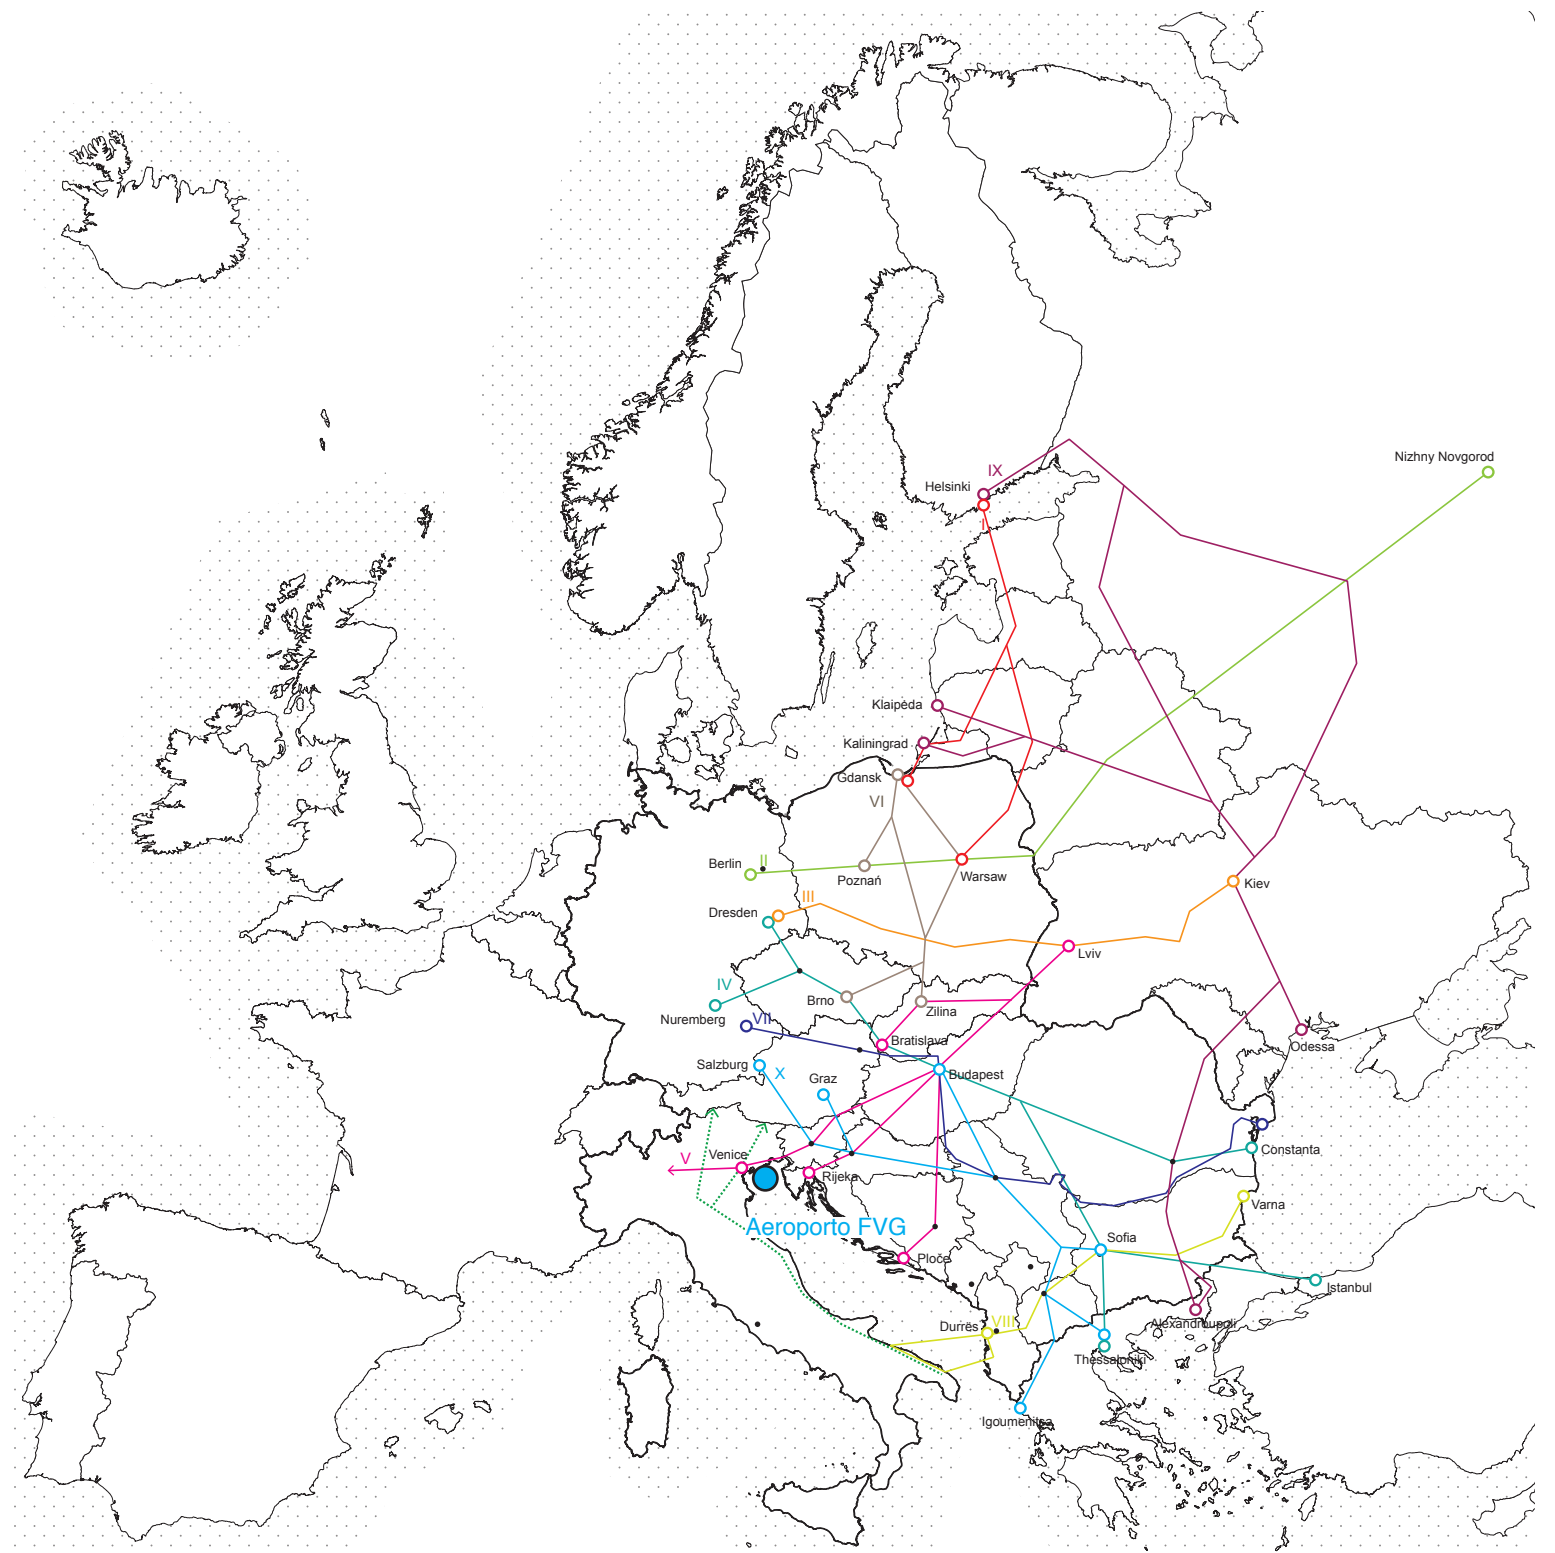 Nizhny Novgorod
IX
Helsinki
I
Klaipėda
Kaliningrad
Gdansk
VI
Berlin
II
Poznań
Warsaw
Kiev
III
Dresden
Lviv
IV
Brno
Zilina
Nuremberg
VII
Bratislava
Odessa
Salzburg
X
Graz
Budapest
V
Venice
Constanta
Rijeka
Varna
Aeroporto FVG
Sofia
Ploče
Istanbul
Durrës
VIII
Alexandroupoli
Thessaloniki
Igoumenitsa